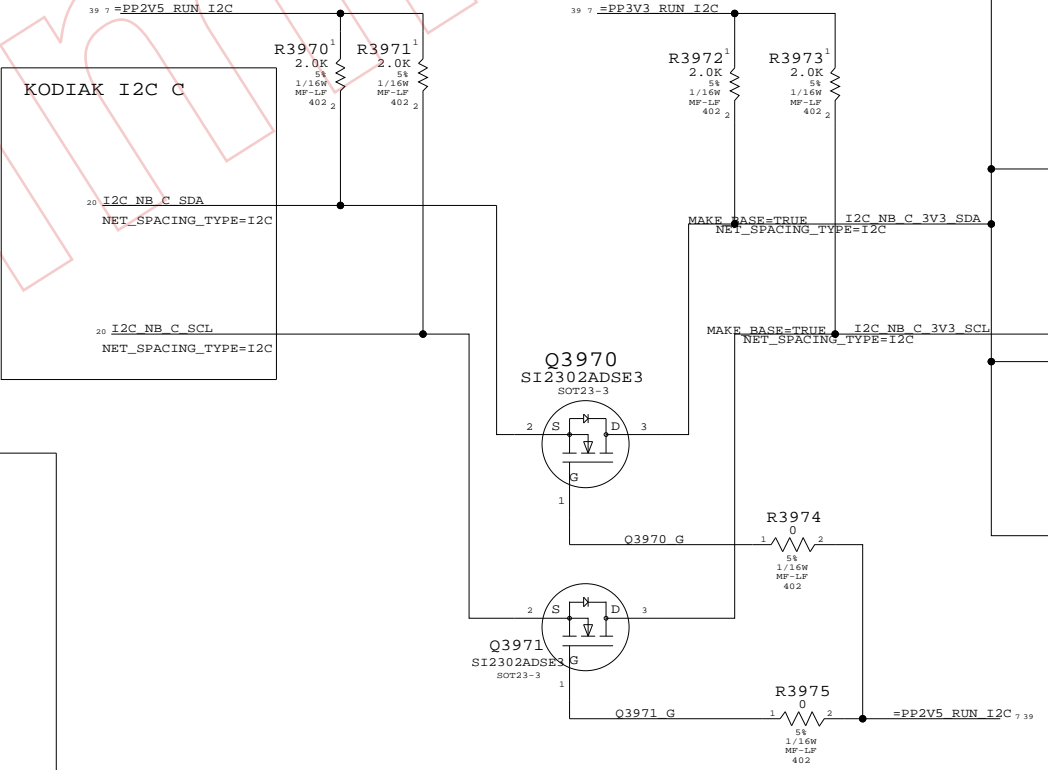 39 7 =PP2V5_RUN_I2C
39 7 =PP3V3_RUN_I2C
R3970 1
2.0K
5%
1/16W
MF-LF
402 2
R3971 1
2.0K
5%
1/16W
MF-LF
402 2
R3972 1
2.0K
5%
1/16W
MF-LF
402 2
R3973 1
2.0K
5%
1/16W
MF-LF
402 2
KODIAK I2C C
20 I2C_NB_C_SDA
NET_SPACING_TYPE=I2C
MAKE_BASE=TRUE I2C_NB_C_3V3_SDA
NET_SPACING_TYPE=I2C
20 I2C_NB_C_SCL
NET_SPACING_TYPE=I2C
MAKE_BASE=TRUE I2C_NB_C_3V3_SCL
NET_SPACING_TYPE=I2C
Q3970
SI2302ADSE3
SOT23-3
2 S D 3
G
1
Q3970_G
R3974
0
1 2
5%
1/16W
MF-LF
402
2 S D 3
Q3971
SI2302ADSE3 G
SOT23-3
1
Q3971_G
R3975
0
1 2
5%
1/16W
MF-LF
402
=PP2V5_RUN_I2C 7 39